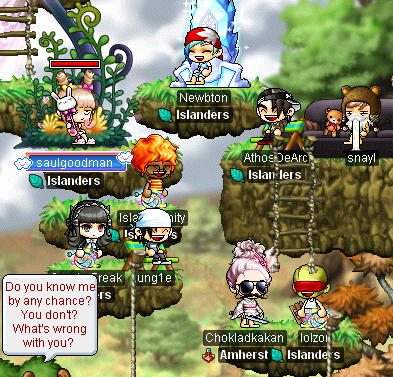 Newbton
Islanders
saulgoodman
Islanders
AthosDeArc
Islanders
snayl
Islanders
Chokladkakan
Amherst
lolzor
Islanders
Do you know me
by any chance?
You don't?
What's wrong
with you?